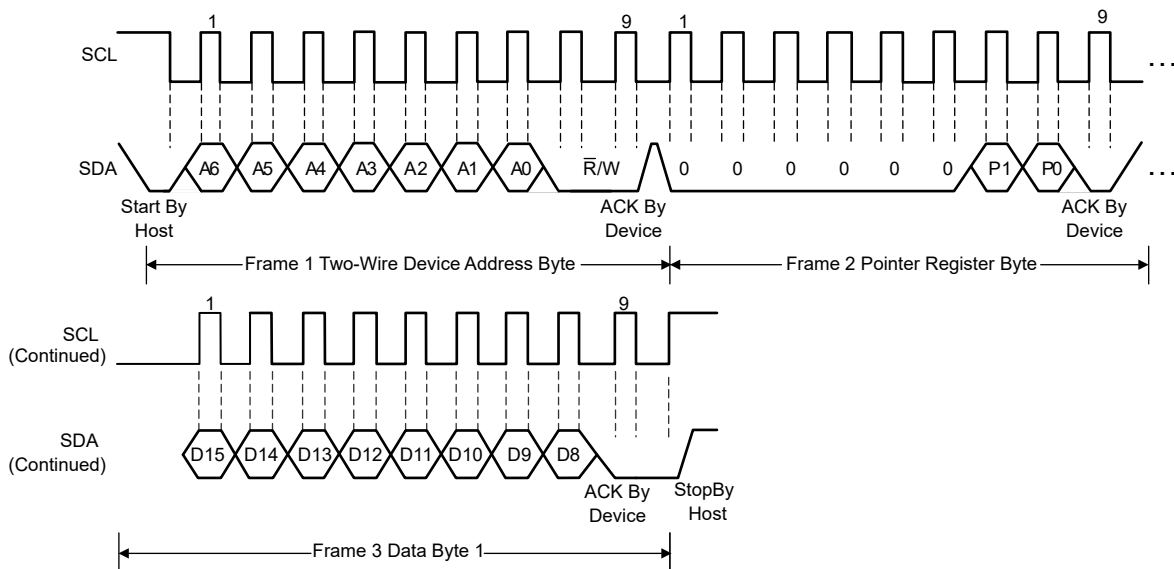 1 9 1 9
SCL ...
SDA A6 A5 A4 A3 A2 A1 A0 R̅/W 0 0 0 0 0 0 P1 P0 ...
Start By Host
ACK By Device
ACK By Device
Frame 1 Two-Wire Device Address Byte
Frame 2 Pointer Register Byte
1 9
SCL
(Continued)
SDA
(Continued)
D15 D14 D13 D12 D11 D10 D9 D8
ACK By Device
StopBy Host
Frame 3 Data Byte 1